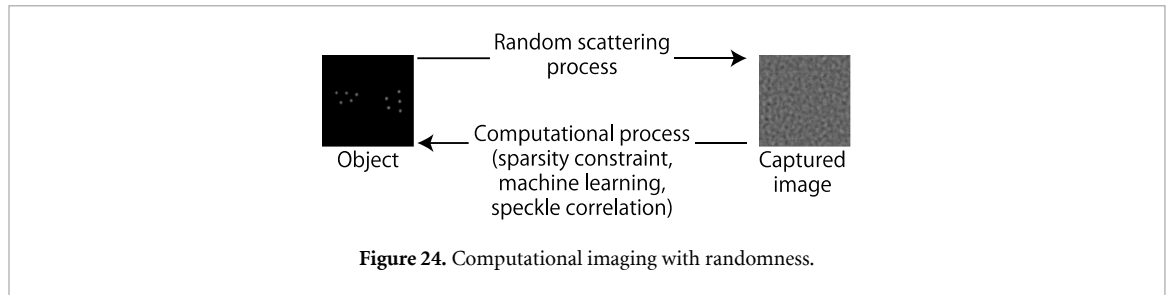 Random scattering
process
Object
Computational process
(sparsity constraint,
machine learning,
speckle correlation)
Captured
image
Figure 24. Computational imaging with randomness.